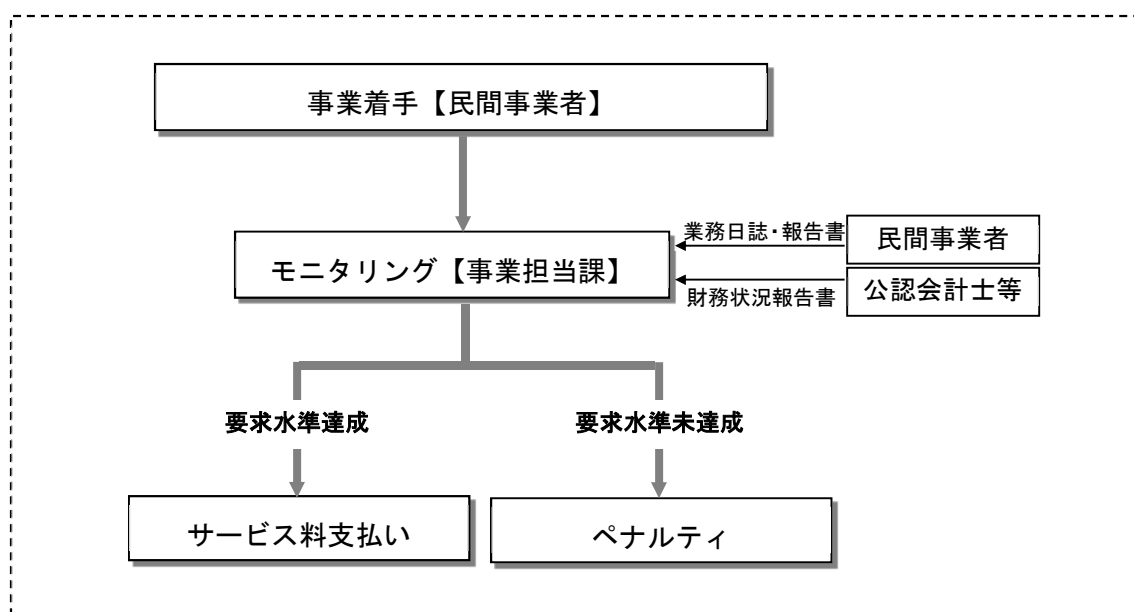 事業着手【民間事業者】
業務日誌・報告書
民間事業者
モニタリング【事業担当課】
財務状況報告書
公認会計士等
要求水準達成
要求水準未達成
サービス料支払い
ペナルティ